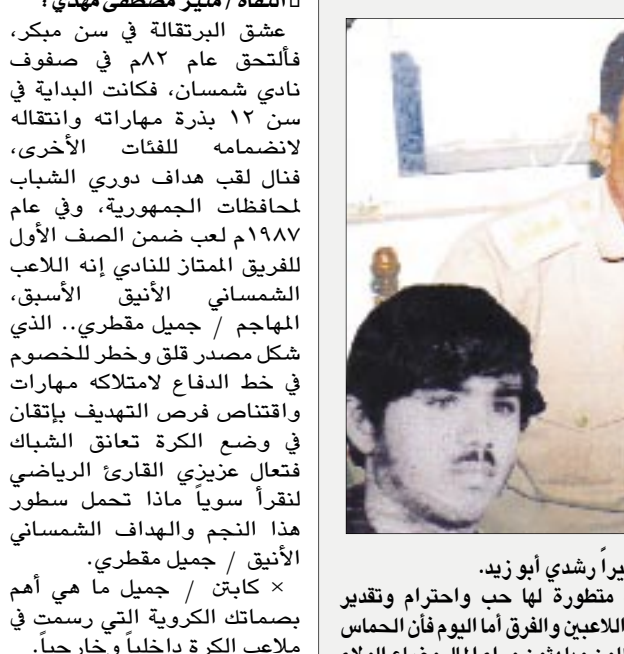 التقاه / منير مصطفى مهدي :
عشق البرتقالة في سن مبكر،
فألتحق عام ٨٢م في صفوف
نادي شمسان، فكانت البداية في
سن ١٢ بذرة مهاراته وانتقاله
لانضمامه للفئات الأخرى،
فنال لقب هداف دوري الشباب
لمحافظات الجمهورية، وفي عام
١٩٨٧م لعب ضمن الصف الأول
للفريق الممتاز للنادي إنه اللاعب
الشمساني الأنيق الأسبق،
المهاجم / جميل مقطري.. الذي
شكل مصدر قلق وخطر للخصوم
في خط الدفاع لامتلاكه مهارات
واقتناص فرص التهديف بإتقان
في وضع الكرة تعانق الشباك
فتعال عزيزي القارئ الرياضي
لنقرأ سوياً ماذا تحمل سطور
هذا النجم والهداف الشمساني
الأنيق / جميل مقطري.
× كابتن / جميل ما هي أهم
بصماتك الكروية التي رسمت في
ملاعب الكرة داخلياً وخارجياً.
رشدي أبو زيد.
متطورة لها حب واحترام وتقدير
اللاعبين والفرق أما اليوم فأن الحماس